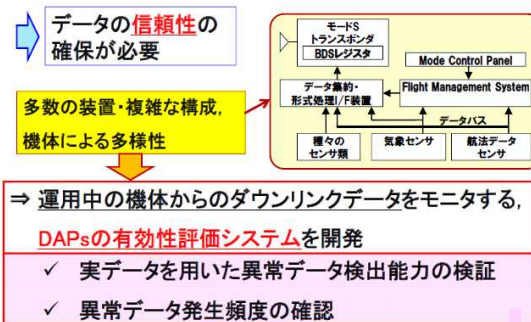 データの信頼性の
確保が必要
モードS
トランスポンダ
BDSレジスタ
Mode Control Panel
データ集約・
形式処理I/F装置
Flight Management System
データバス
種々の
センサ類
気象センサ
航法データ
センサ
多数の装置・複雑な構成,
機体による多様性
⇒ 運用中の機体からのダウンリンクデータをモニタする,
DAPsの有効性評価システムを開発
✓ 実データを用いた異常データ検出能力の検証
✓ 異常データ発生頻度の確認